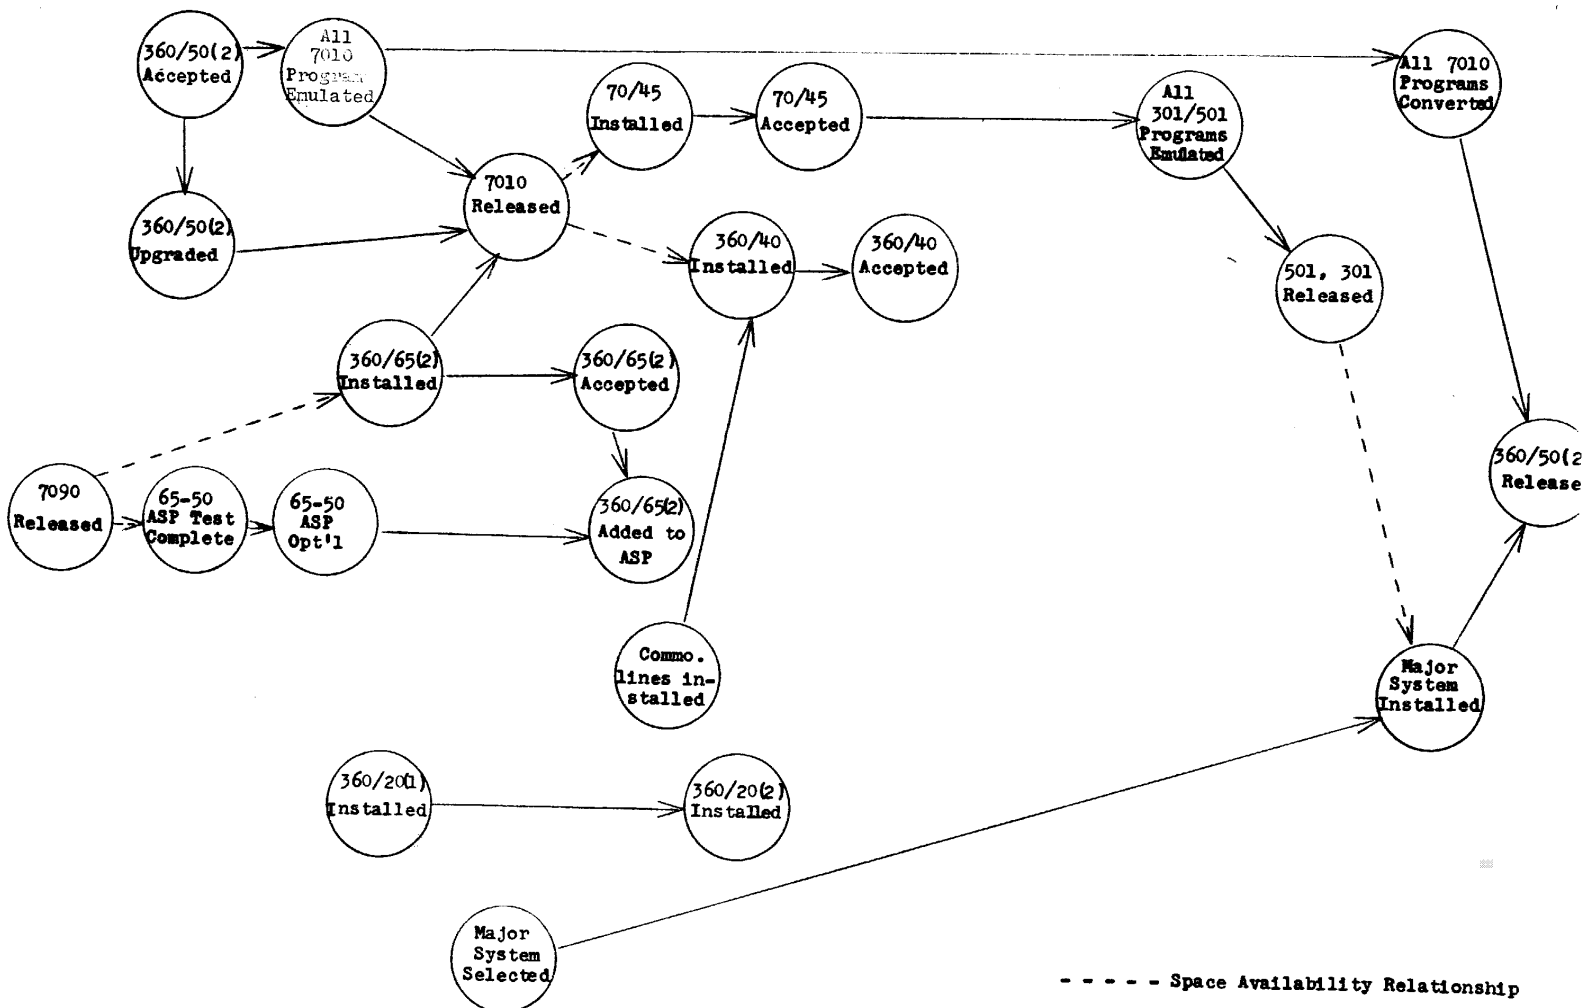 360/50(2)
Accepted
All
7010
Program
Emulated
All 7010
Programs
Converted
70/45
Installed
70/45
Accepted
All
301/501
Programs
Emulated
7010
Released
360/50(2)
Upgraded
360/40
Installed
360/40
Accepted
501, 301
Released
360/65(2)
Installed
360/65(2)
Accepted
360/50(2
Release
7090
Released
65-50
ASP Test
Complete
65-50
ASP
Opt'l
360/65(2)
Added to
ASP
Commo.
lines in-
stalled
Major
System
Installed
360/20(1)
Installed
360/20(2)
Installed
Major
System
Selected
- - - - - Space Availability Relationship